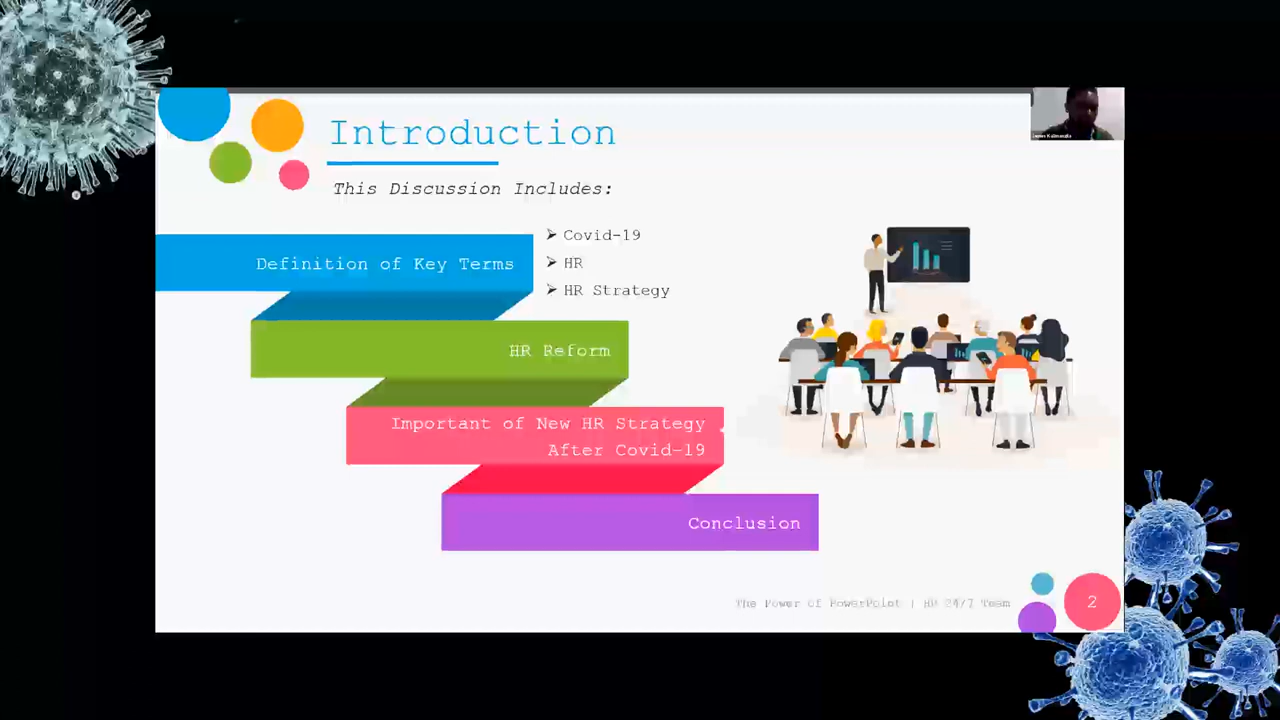 Introduction
This Discussion Includes:
Definition of Key Terms
➢ Covid-19
➢ HR
➢ HR Strategy
HR Reform
Important of New HR Strategy
After Covid-19
Conclusion
The Power of PowerPoint | HR 24/7 Team
2